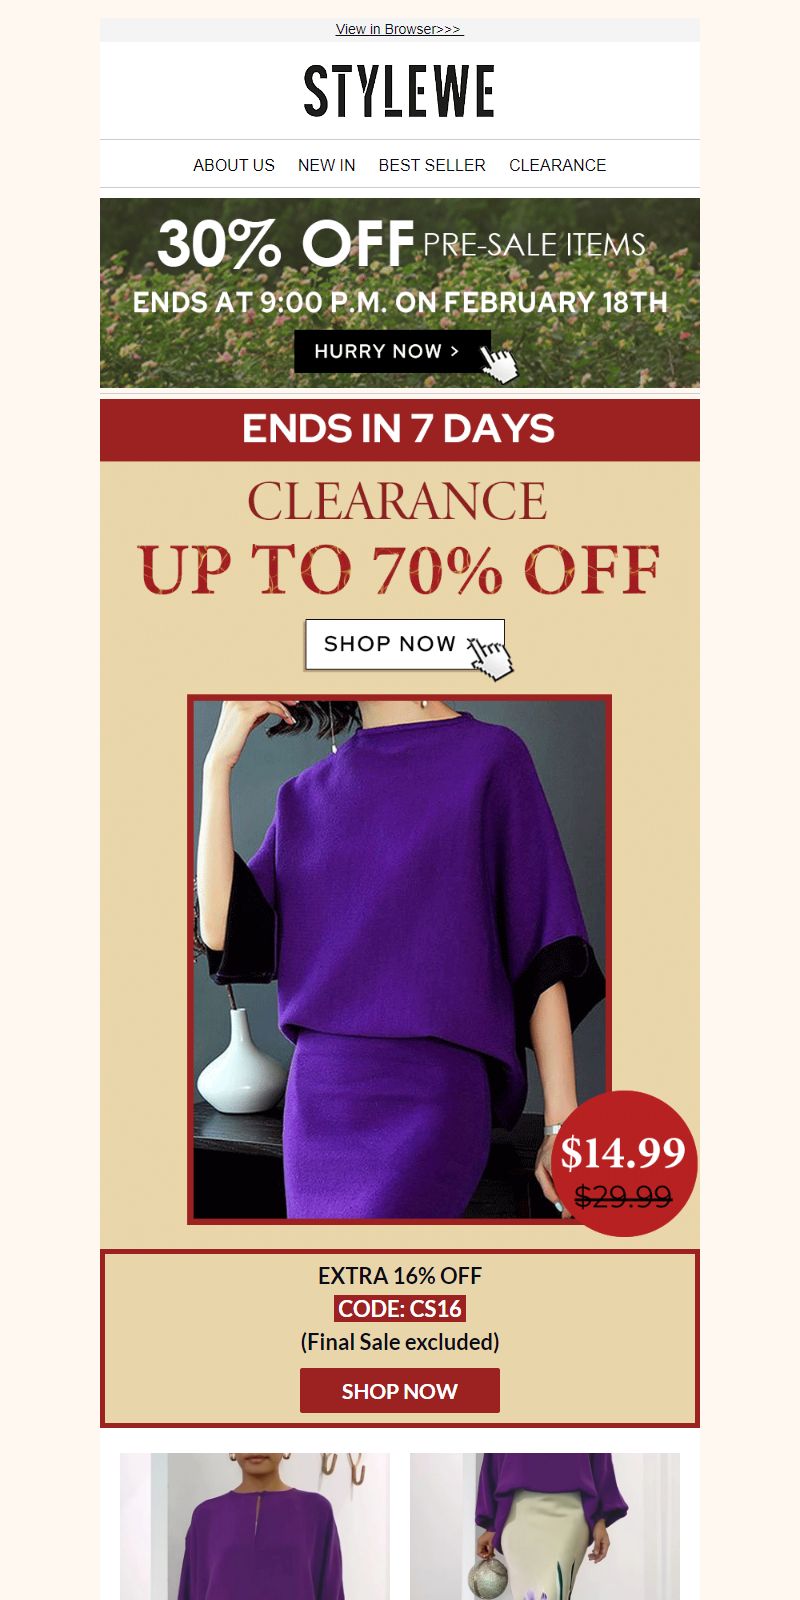 View in Browser>>>
STYLEWE
ABOUT US NEW IN BEST SELLER CLEARANCE
30% OFF PRE-SALE ITEMS
ENDS AT 9:00 P.M. ON FEBRUARY 18TH
HURRY NOW >
ENDS IN 7 DAYS
CLEARANCE
UP TO 70% OFF
SHOP NOW >
$14.99
$29.99
EXTRA 16% OFF
CODE: CS16
(Final Sale excluded)
SHOP NOW